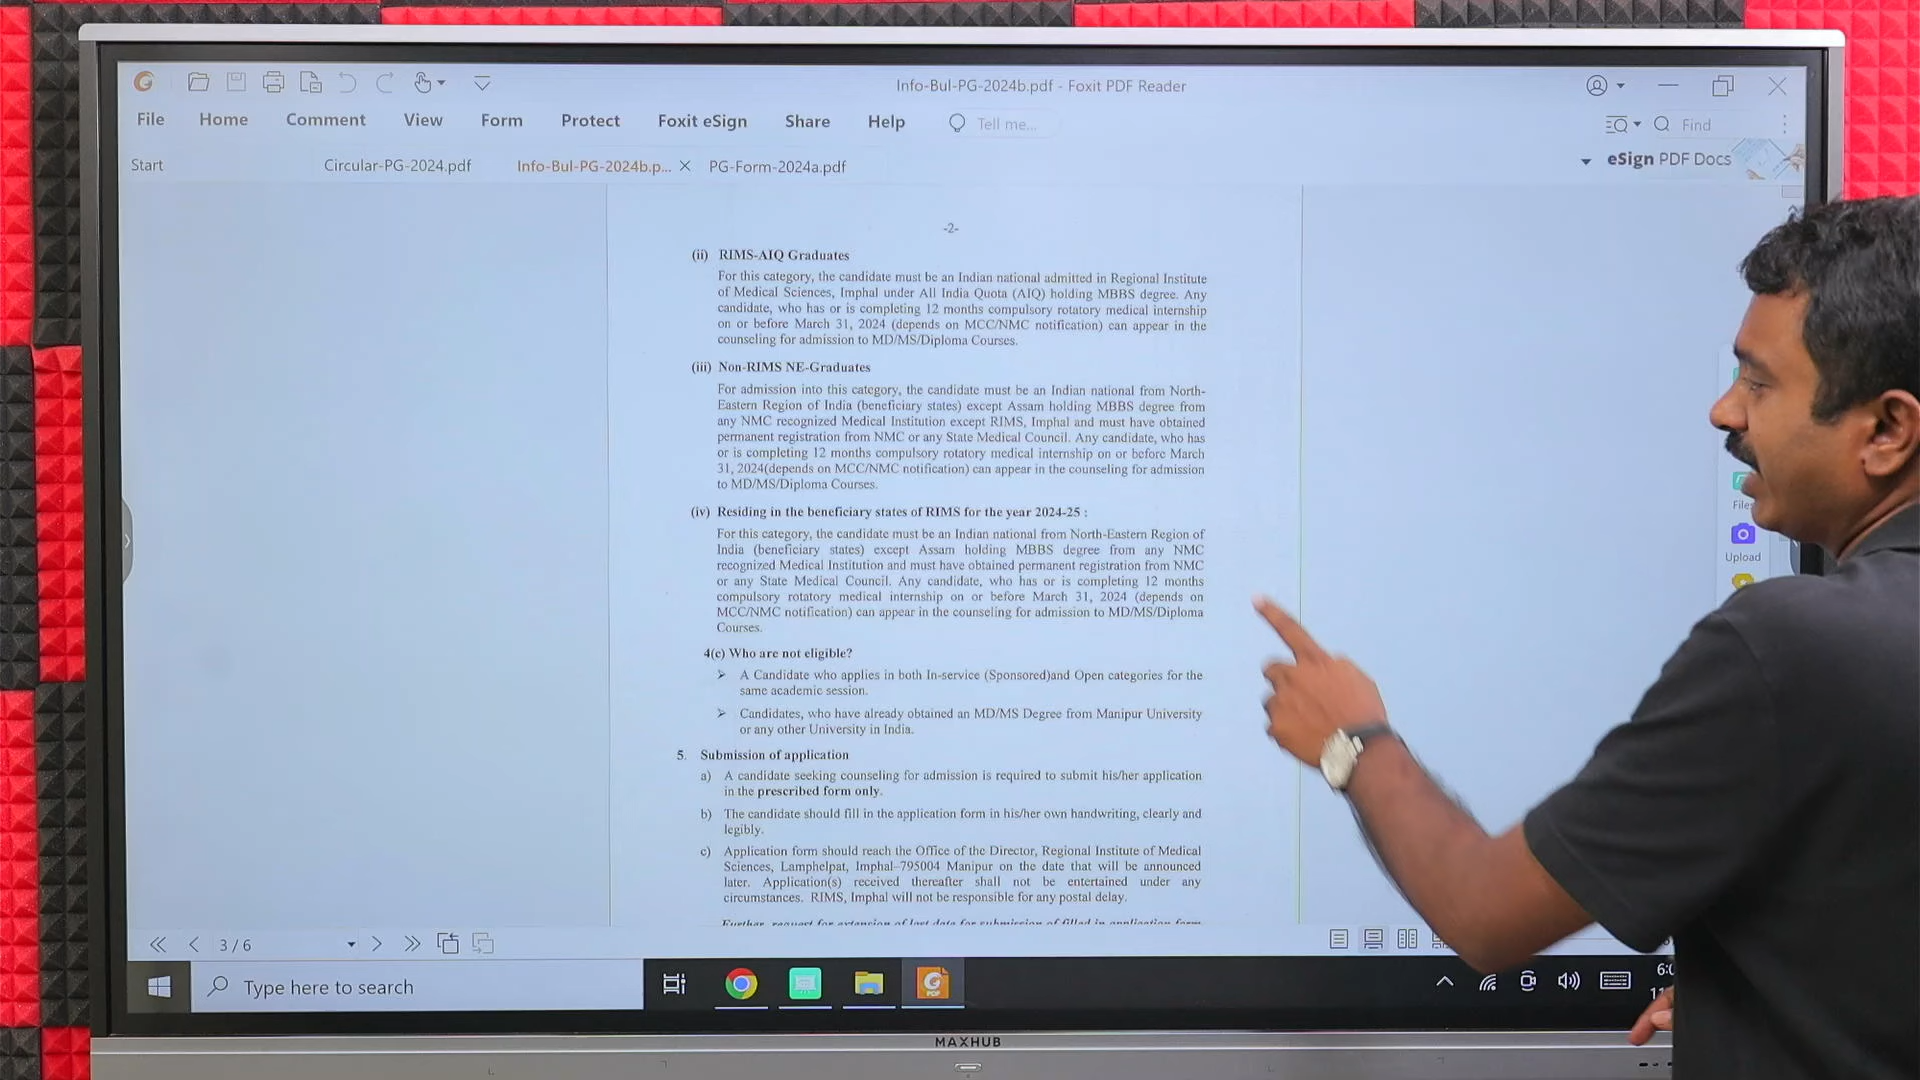 Info-Bul-PG-2024b.pdf - Foxit PDF Reader
File Home Comment View Form Protect Foxit eSign Share Help Tell me... Find
Start Circular-PG-2024.pdf Info-Bul-PG-2024b.p... PG-Form-2024a.pdf eSign PDF Docs
-2-
(ii) RIMS-AIQ Graduates
For this category, the candidate must be an Indian national admitted in Regional Institute
of Medical Sciences, Imphal under All India Quota (AIQ) holding MBBS degree. Any
candidate, who has or is completing 12 months compulsory rotatory medical internship
on or before March 31, 2024 (depends on MCC/NMC notification) can appear in the
counseling for admission to MD/MS/Diploma Courses.
(iii) Non-RIMS NE-Graduates
For admission into this category, the candidate must be an Indian national from North-
Eastern Region of India (beneficiary states) except Assam holding MBBS degree from
any NMC recognized Medical Institution except RIMS, Imphal and must have obtained
permanent registration from NMC or any State Medical Council. Any candidate, who has
or is completing 12 months compulsory rotatory medical internship on or before March
31, 2024(depends on MCC/NMC notification) can appear in the counseling for admission
to MD/MS/Diploma Courses.
(iv) Residing in the beneficiary states of RIMS for the year 2024-25 :
For this category, the candidate must be an Indian national from North-Eastern Region of
India (beneficiary states) except Assam holding MBBS degree from any NMC
recognized Medical Institution and must have obtained permanent registration from NMC
or any State Medical Council. Any candidate, who has or is completing 12 months
compulsory rotatory medical internship on or before March 31, 2024 (depends on
MCC/NMC notification) can appear in the counseling for admission to MD/MS/Diploma
Courses.
4(c) Who are not eligible?
➢ A Candidate who applies in both In-service (Sponsored)and Open categories for the
same academic session.
➢ Candidates, who have already obtained an MD/MS Degree from Manipur University
or any other University in India.
5. Submission of application
a) A candidate seeking counseling for admission is required to submit his/her application
in the prescribed form only.
b) The candidate should fill in the application form in his/her own handwriting, clearly and
legibly.
c) Application form should reach the Office of the Director, Regional Institute of Medical
Sciences, Lamphelpat, Imphal–795004 Manipur on the date that will be announced
later. Application(s) received thereafter shall not be entertained under any
circumstances. RIMS, Imphal will not be responsible for any postal delay.
Further, request for extension of last date for submission of filled in application form
Upload
3 / 6
Type here to search
MAXHUB